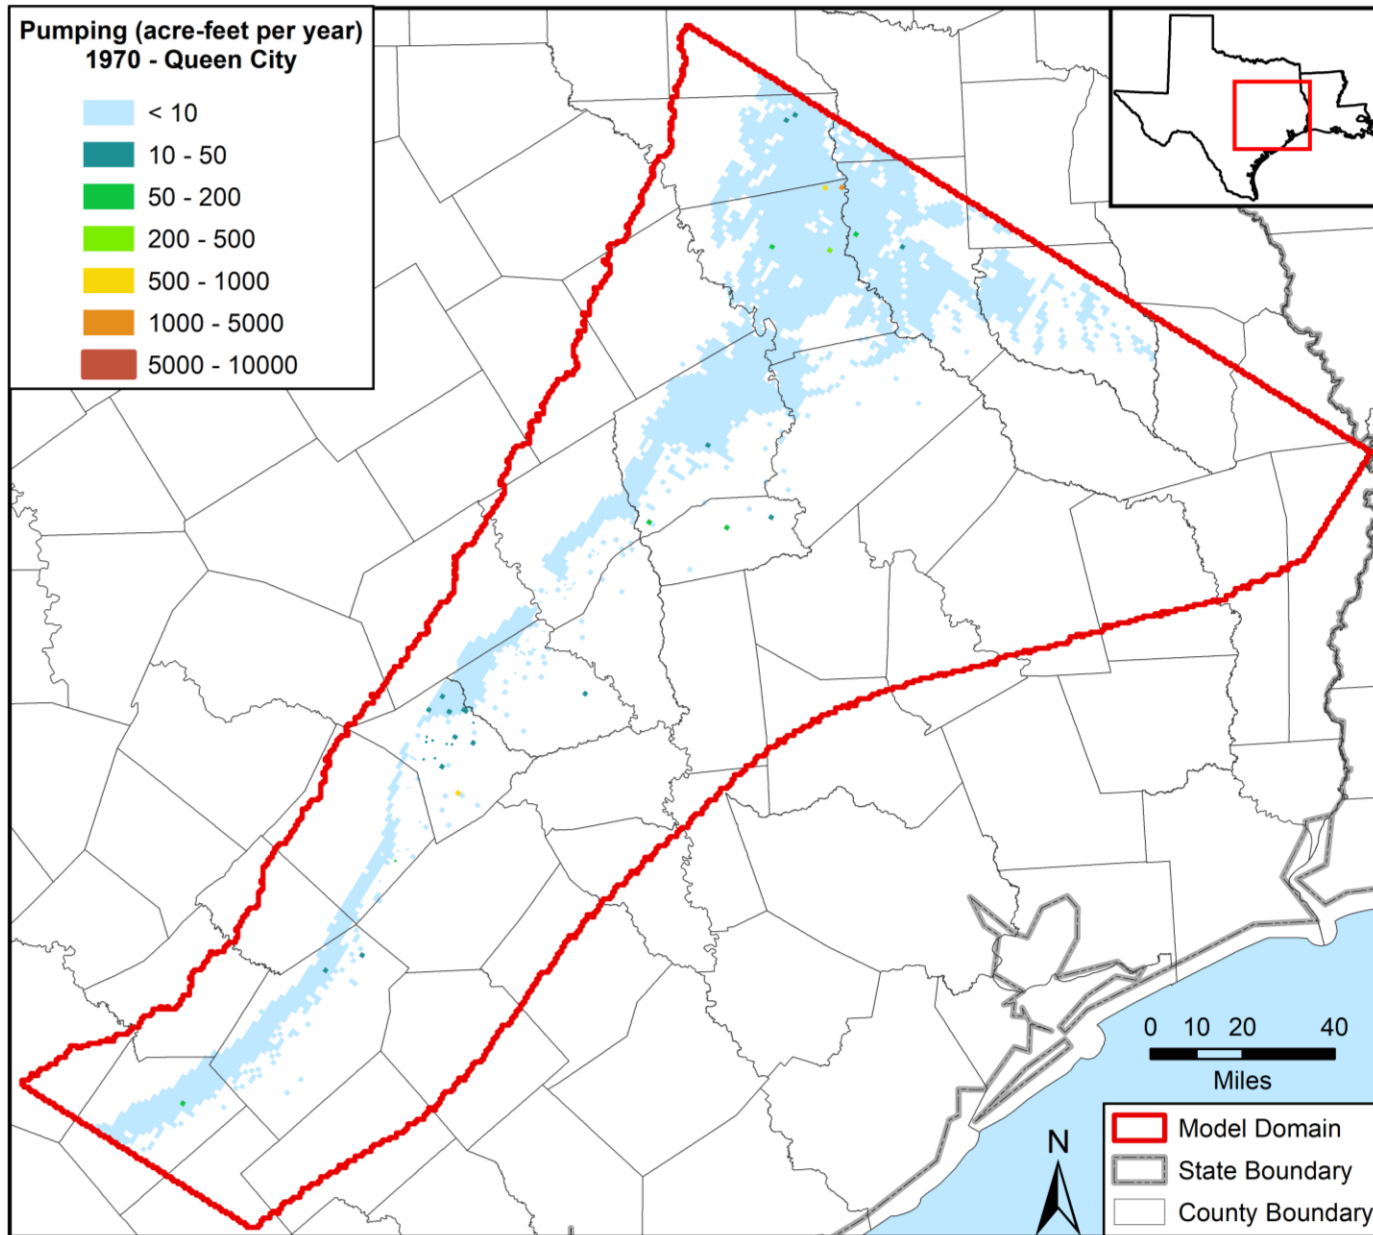 Pumping (acre-feet per year)
1970 - Queen City
< 10
10 - 50
50 - 200
200 - 500
500 - 1000
1000 - 5000
5000 - 10000
0 10 20 40
Miles
N
Model Domain
State Boundary
County Boundary